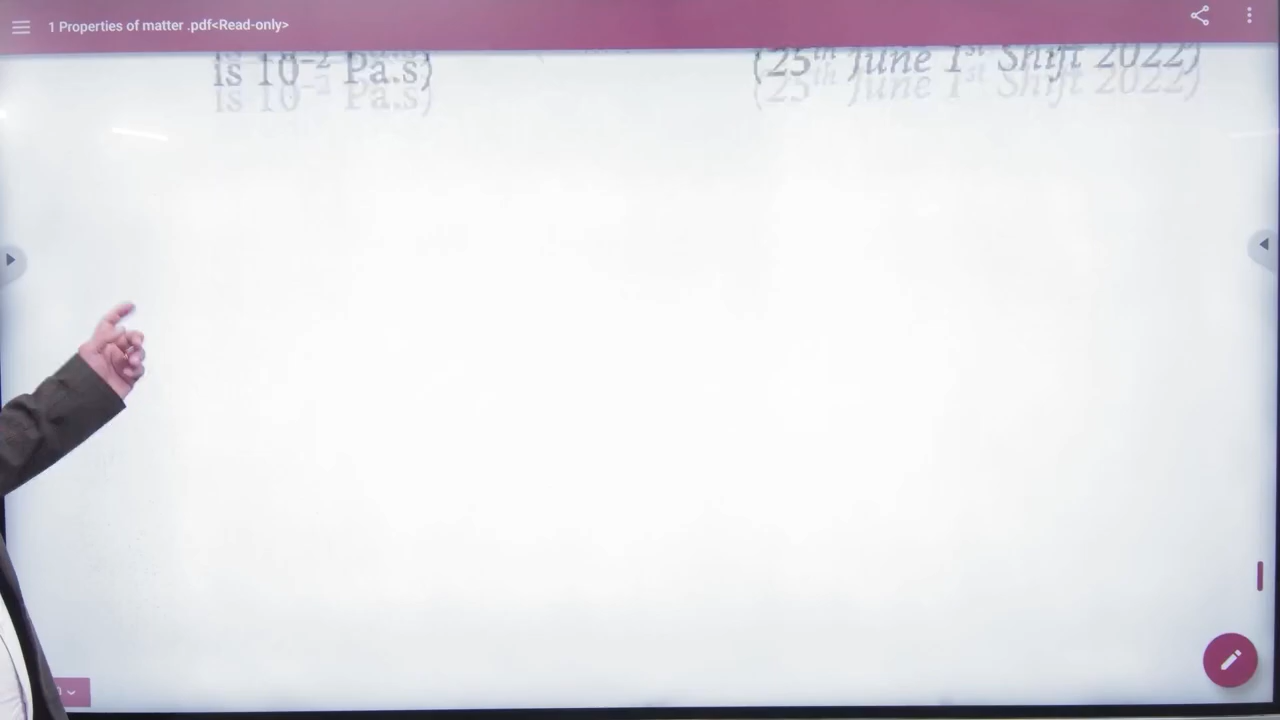 1 Properties of matter .pdf<Read-only>
is 10⁻² Pa.s) (25ᵗʰ June 1ˢᵗ Shift 2022)